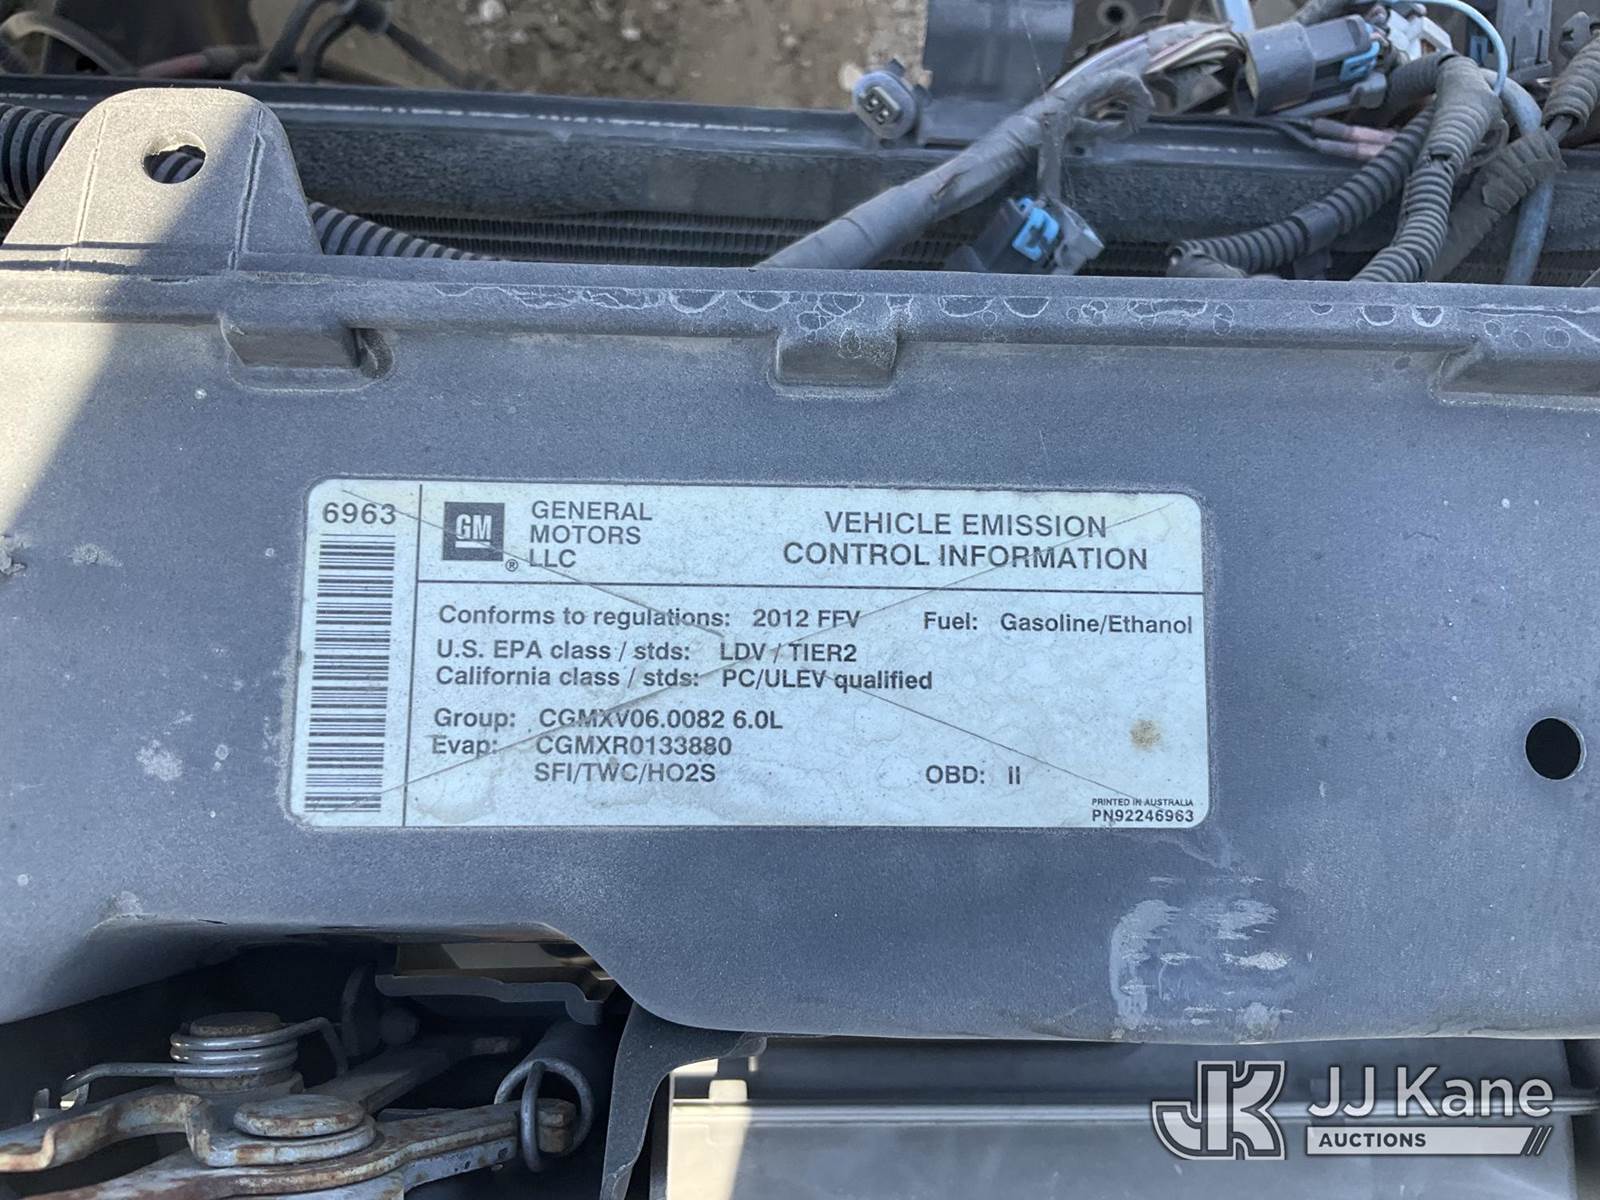 6963
GM
®
GENERAL
MOTORS
LLC
VEHICLE EMISSION
CONTROL INFORMATION
Conforms to regulations: 2012 FFV Fuel: Gasoline/Ethanol
U.S. EPA class / stds: LDV / TIER2
California class / stds: PC/ULEV qualified
Group: CGMXV06.0082 6.0L
Evap: CGMXR0133880
SFI/TWC/HO2S OBD: II
PRINTED IN AUSTRALIA
PN92246963
JK JJ Kane
AUCTIONS